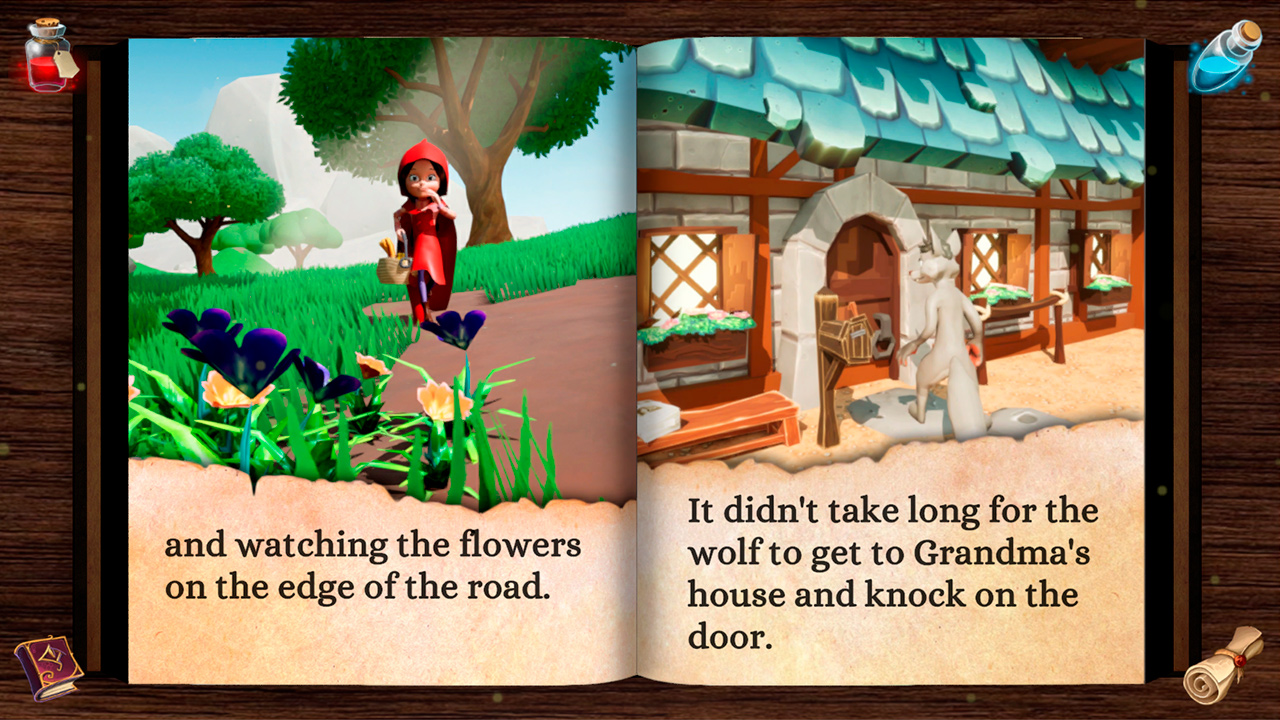 and watching the flowers
on the edge of the road.
It didn't take long for the
wolf to get to Grandma's
house and knock on the
door.